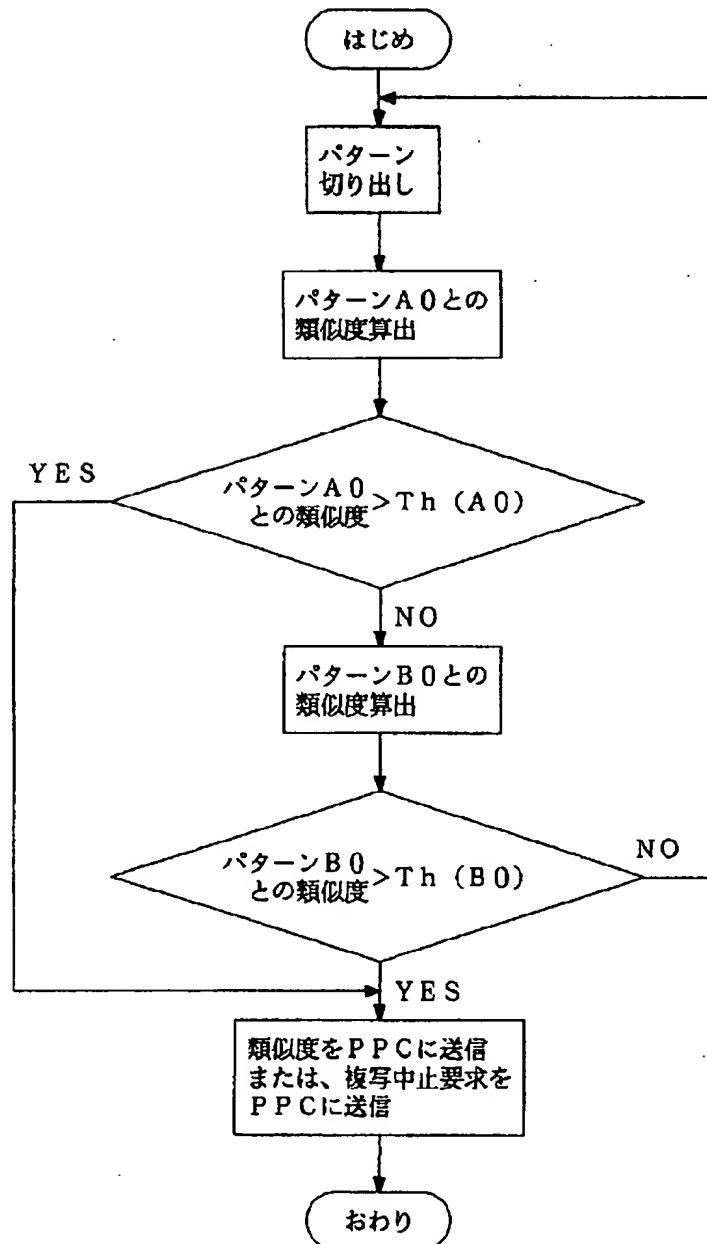 はじめ
パターン
切り出し
パターンA0との
類似度算出
YES
パターンA0
との類似度>Th(A0)
NO
パターンB0との
類似度算出
パターンB0
との類似度>Th(B0)
NO
YES
類似度をPPCに送信
または、複写中止要求を
PPCに送信
おわり